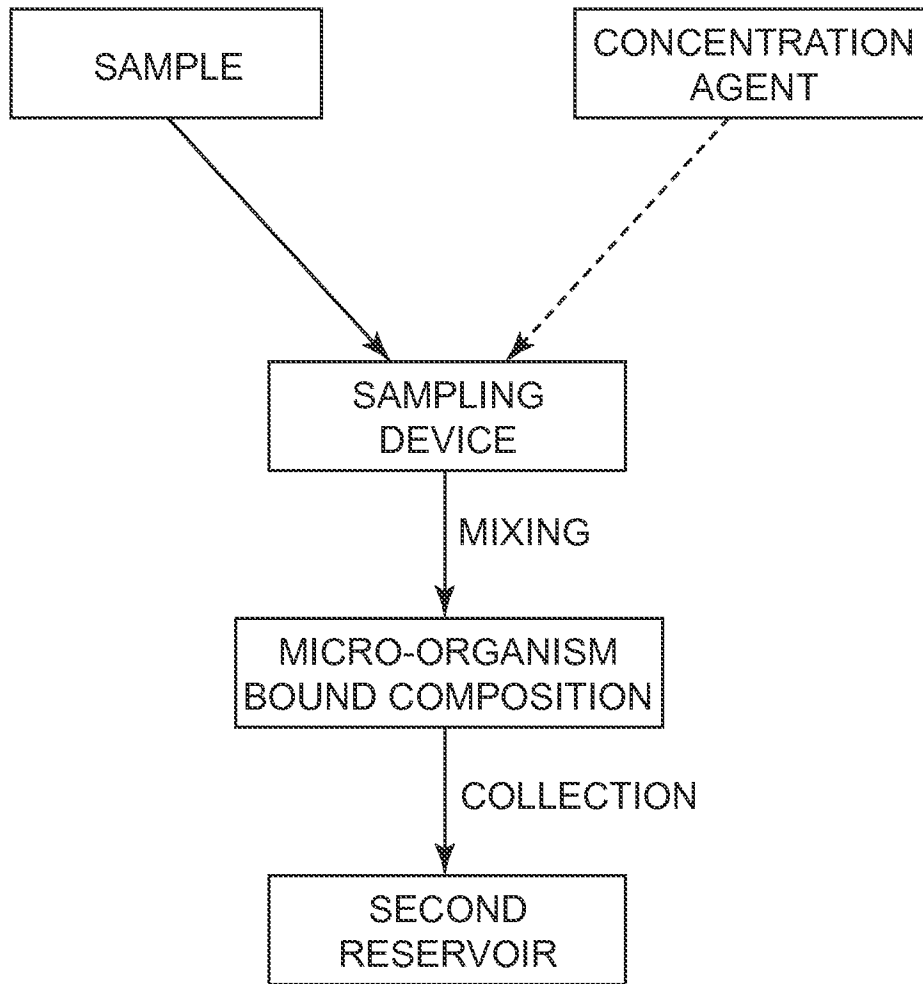 SAMPLE
CONCENTRATION
AGENT
SAMPLING
DEVICE
MIXING
MICRO-ORGANISM
BOUND COMPOSITION
COLLECTION
SECOND
RESERVOIR